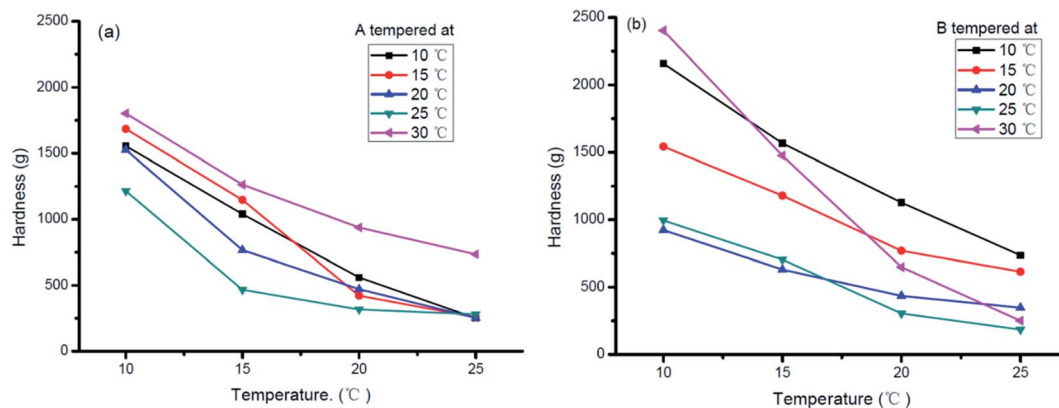 (a)
A tempered at
10 ℃
15 ℃
20 ℃
25 ℃
30 ℃
2500
2000
1500
1000
500
0
Hardness (g)
10 15 20 25
Temperature. (℃)
(b)
B tempered at
10 ℃
15 ℃
20 ℃
25 ℃
30 ℃
2500
2000
1500
1000
500
0
Hardness (g)
10 15 20 25
Temperature (℃)